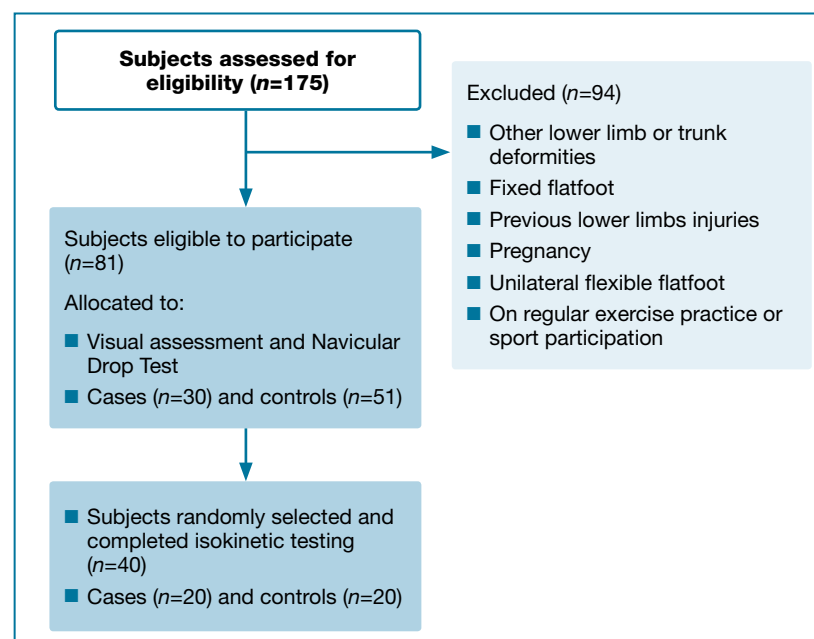 Subjects assessed for
eligibility (n=175)
Excluded (n=94)
■ Other lower limb or trunk
deformities
■ Fixed flatfoot
■ Previous lower limbs injuries
■ Pregnancy
■ Unilateral flexible flatfoot
■ On regular exercise practice or
sport participation
Subjects eligible to participate
(n=81)
Allocated to:
■ Visual assessment and Navicular
Drop Test
■ Cases (n=30) and controls (n=51)
■ Subjects randomly selected and
completed isokinetic testing
(n=40)
■ Cases (n=20) and controls (n=20)